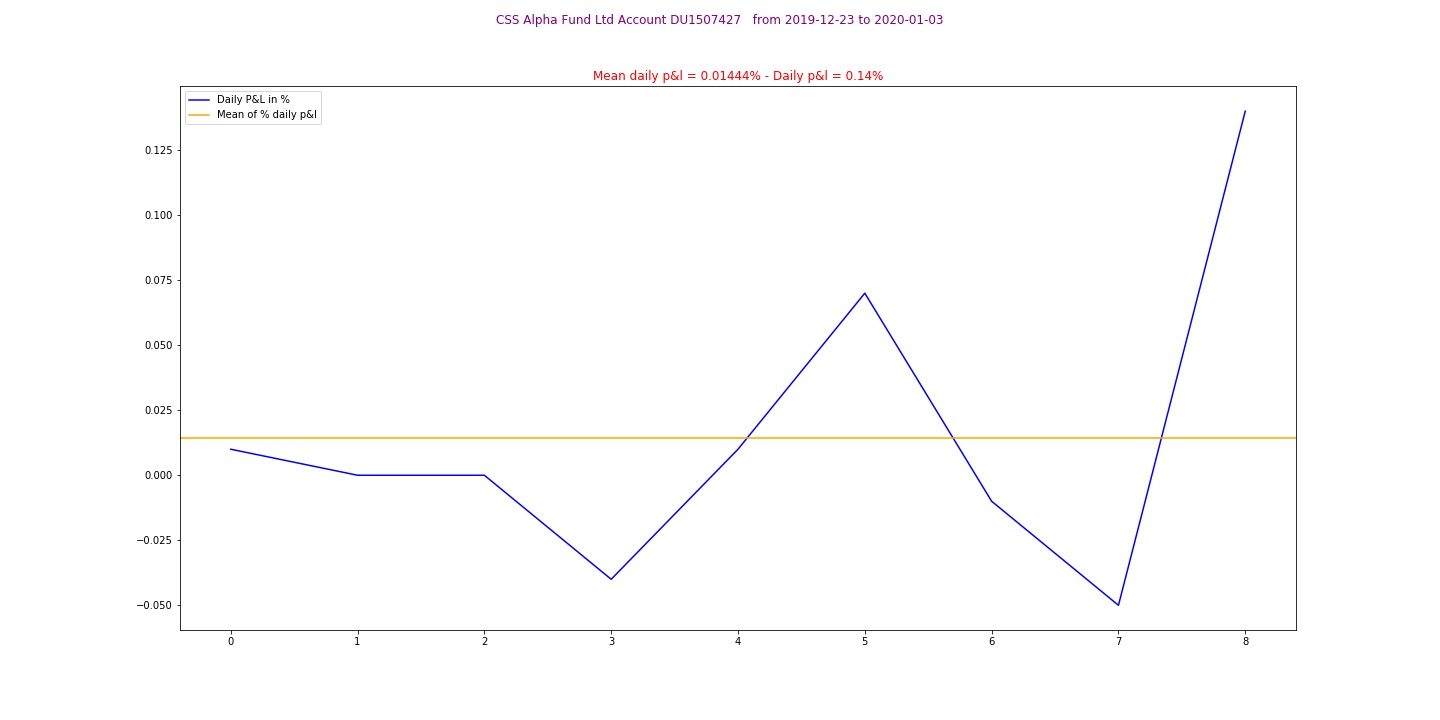 CSS Alpha Fund Ltd Account DU1507427   from 2019-12-23 to 2020-01-03
Mean daily p&l = 0.01444% - Daily p&l = 0.14%
Daily P&L in %
Mean of % daily p&l
0.125
0.100
0.075
0.050
0.025
0.000
−0.025
−0.050
0 1 2 3 4 5 6 7 8